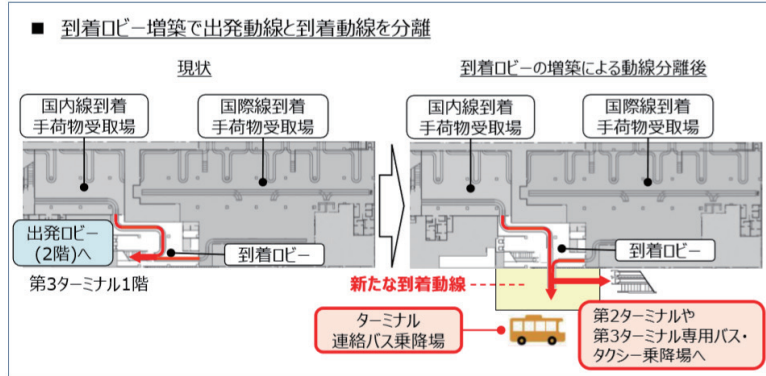 ■ 到着ロビー増築で出発動線と到着動線を分離
現状
国内線到着
手荷物受取場
国際線到着
手荷物受取場
出発ロビー
(2階)へ
到着ロビー
第3ターミナル1階
到着ロビーの増築による動線分離後
国内線到着
手荷物受取場
国際線到着
手荷物受取場
到着ロビー
新たな到着動線
ターミナル
連絡バス乗降場
第2ターミナルや
第3ターミナル専用バス・
タクシー乗降場へ